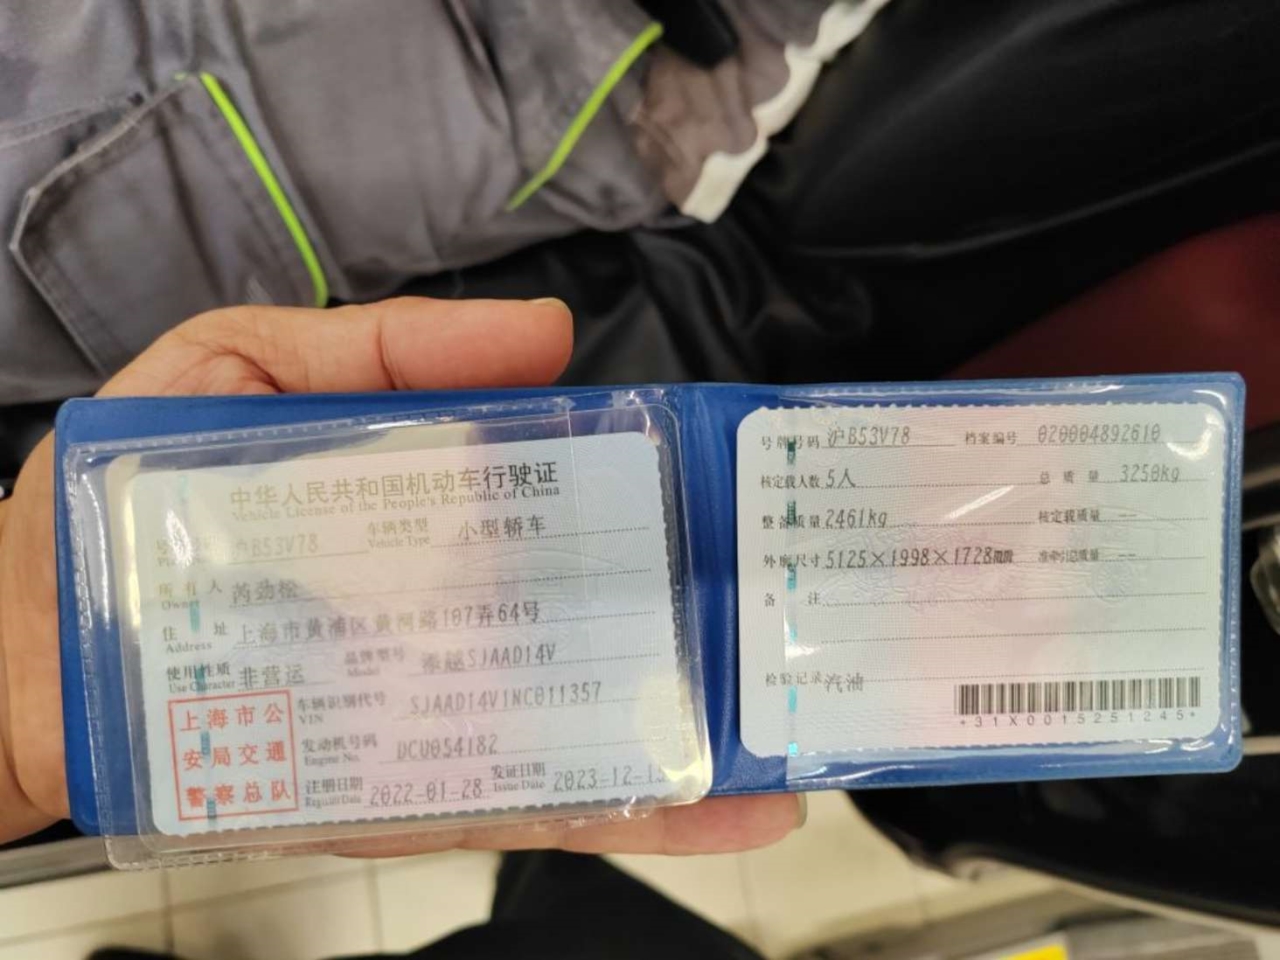 中华人民共和国机动车行驶证
Vehicle License of the People's Republic of China
沪B53V78 车辆类型 Vehicle Type 小型轿车
所有人 Owner 芮劲松
住址 Address 上海市黄浦区黄河路107弄64号
使用性质 Use Character 非营运 品牌型号 Model 添越SJAAD14V
上海市公
安局交通
警察总队
车辆识别代号 VIN SJAAD14V1NC011357
发动机号码 Engine No. DCU054182
注册日期 Register Date 2022-01-28 发证日期 Issue Date 2023-12-1
号牌号码 沪B53V78 档案编号 020004892610
核定载人数 5人 总质量 3250kg
整备质量 2461kg 核定载质量 --
外廓尺寸 5125×1998×1728mm 准牵引总质量 --
备注
检验记录 汽油
*31X0015251245*